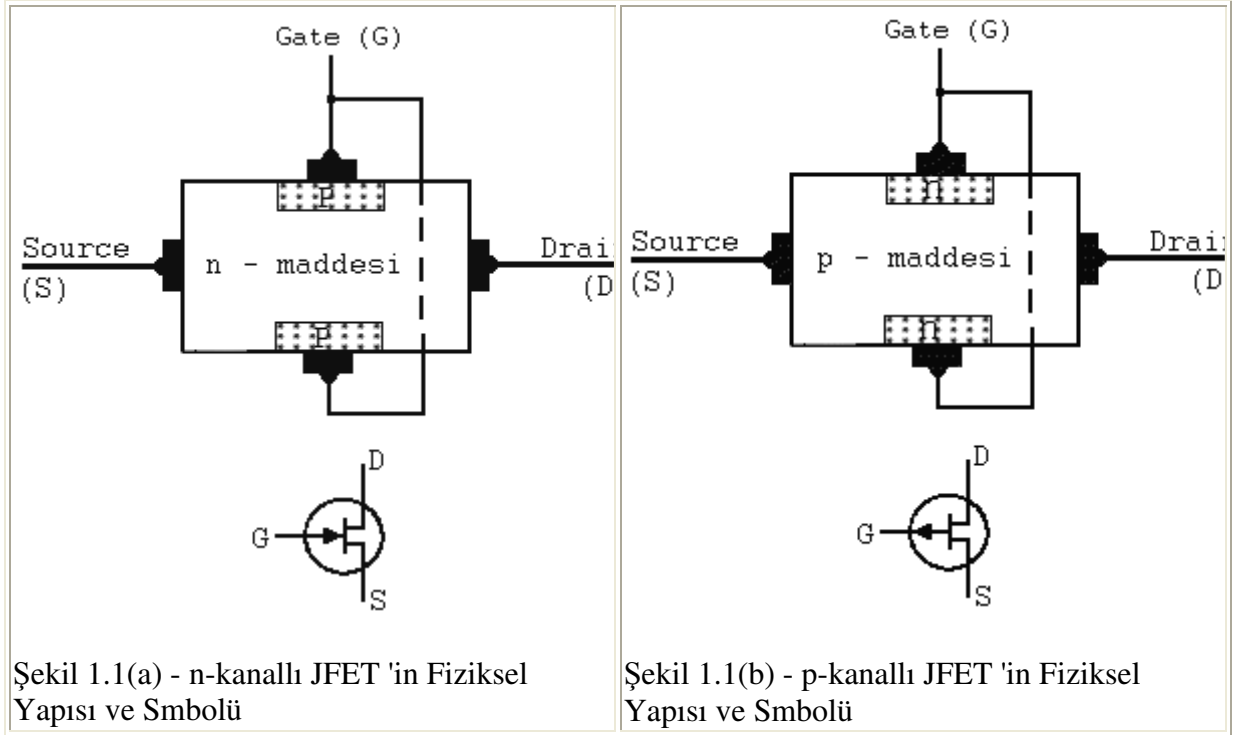 Gate (G)
P
Source
(S)
n - maddesi
Drai
(D
P
D
G
S
Şekil 1.1(a) - n-kanallı JFET 'in Fiziksel
Yapısı ve Smbolü
Gate (G)
n
Source
(S)
p - maddesi
Drai
(D
n
D
G
S
Şekil 1.1(b) - p-kanallı JFET 'in Fiziksel
Yapısı ve Smbolü